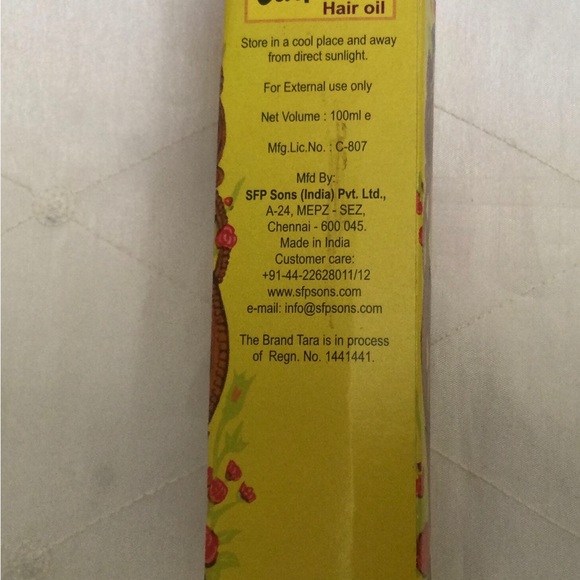 Hair oil
Store in a cool place and away
from direct sunlight.
For External use only
Net Volume : 100ml e
Mfg.Lic.No. : C-807
Mfd By:
SFP Sons (India) Pvt. Ltd.,
A-24, MEPZ - SEZ,
Chennai - 600 045.
Made in India
Customer care:
+91-44-22628011/12
www.sfpsons.com
e-mail: info@sfpsons.com
The Brand Tara is in process
of Regn. No. 1441441.